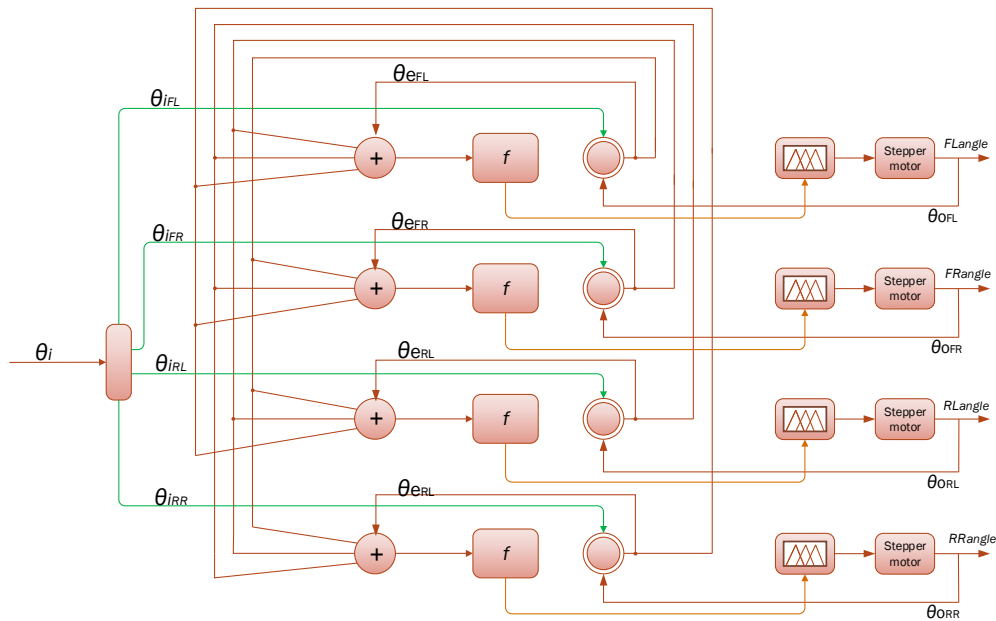 θeFL
θiFL
+
f
Stepper
motor
FLangle
θoFL
θeFR
θiFR
+
f
Stepper
motor
FRangle
θoFR
θi
θeRL
θiRL
+
f
Stepper
motor
RLangle
θoRL
θeRL
θiRR
+
f
Stepper
motor
RRangle
θoRR